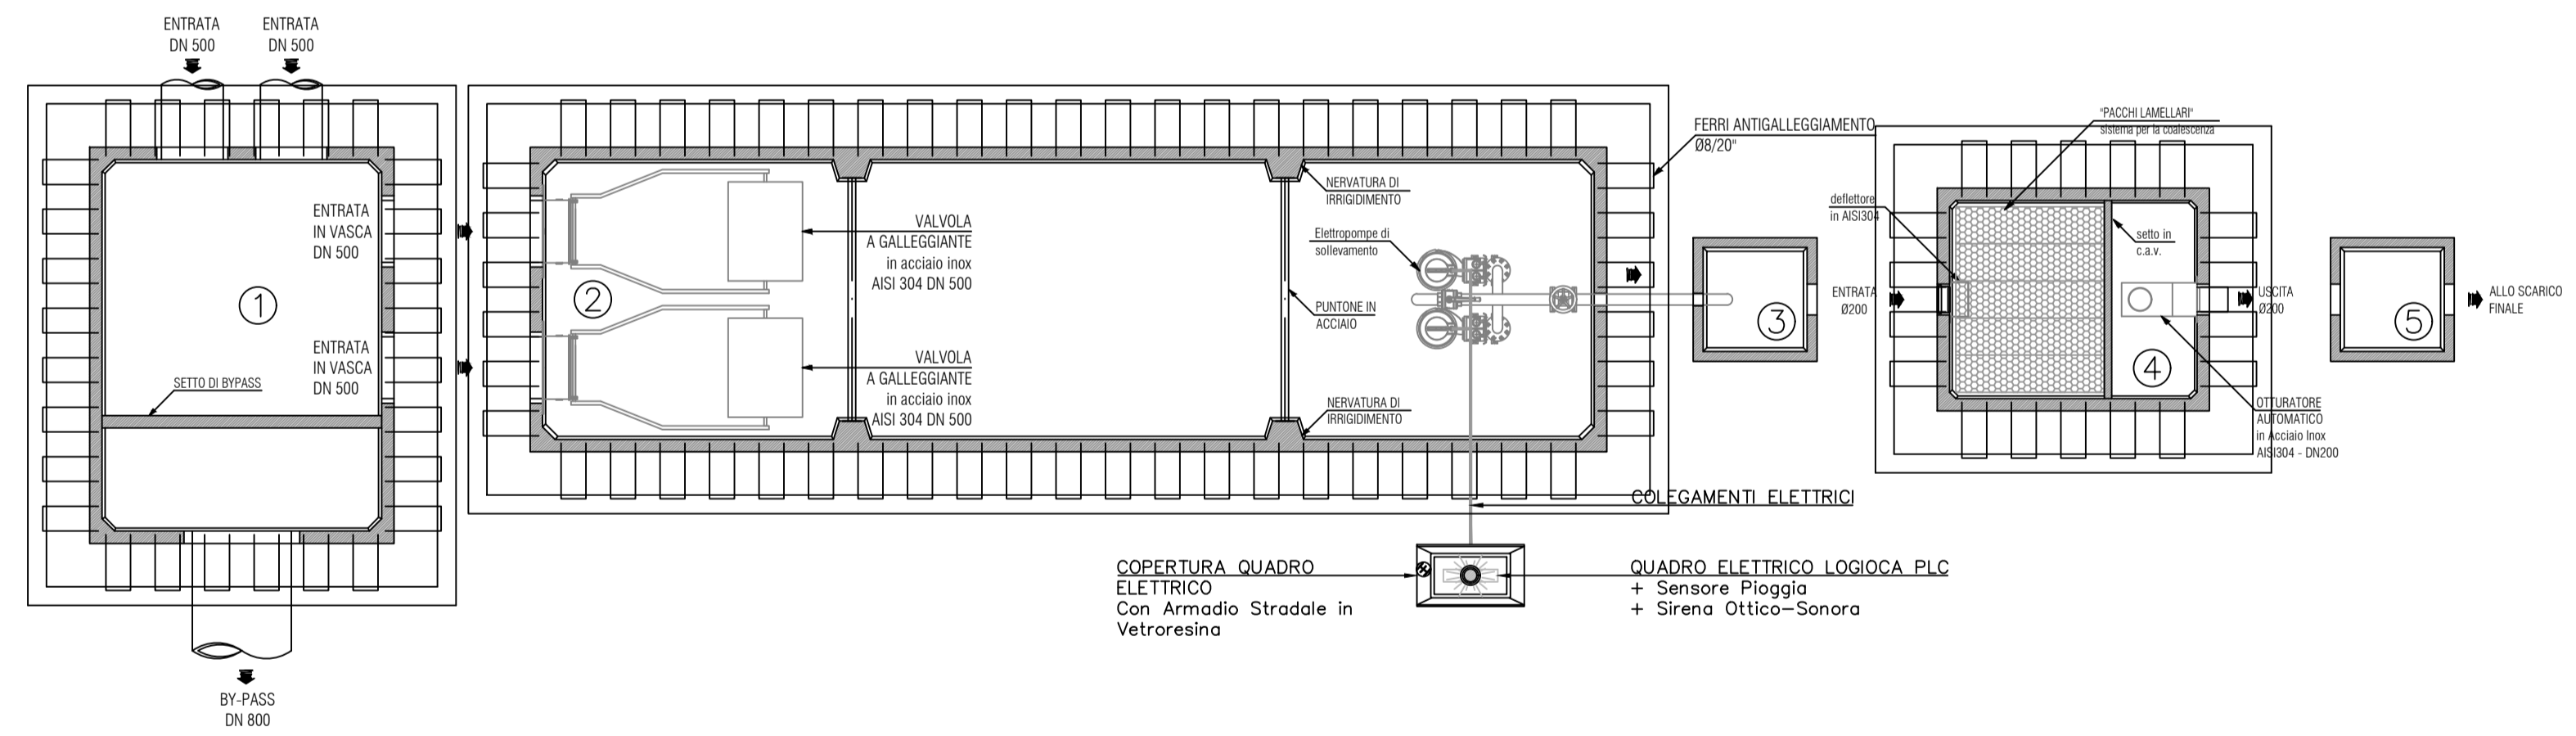 ENTRATA
DN 500
ENTRATA
DN 500
ENTRATA
IN VASCA
DN 500
1
ENTRATA
IN VASCA
DN 500
SETTO DI BYPASS
BY-PASS
DN 800
2
VALVOLA
A GALLEGGIANTE
in acciaio inox
AISI 304 DN 500
VALVOLA
A GALLEGGIANTE
in acciaio inox
AISI 304 DN 500
NERVATURA DI
IRRIGIDIMENTO
Elettropompe di
sollevamento
PUNTONE IN
ACCIAIO
NERVATURA DI
IRRIGIDIMENTO
FERRI ANTIGALLEGGIAMENTO
Ø8/20"
COLEGAMENTI ELETTRICI
COPERTURA QUADRO
ELETTRICO
Con Armadio Stradale in
Vetroresina
QUADRO ELETTRICO LOGIOCA PLC
+ Sensore Pioggia
+ Sirena Ottico-Sonora
3
"PACCHI LAMELLARI"
sistema per la coalescenza
deflettore
in AISI304
setto in
c.a.v.
ENTRATA
Ø200
4
USCITA
Ø200
OTTURATORE
AUTOMATICO
in Acciaio Inox
AISI304 - DN200
5
ALLO SCARICO
FINALE